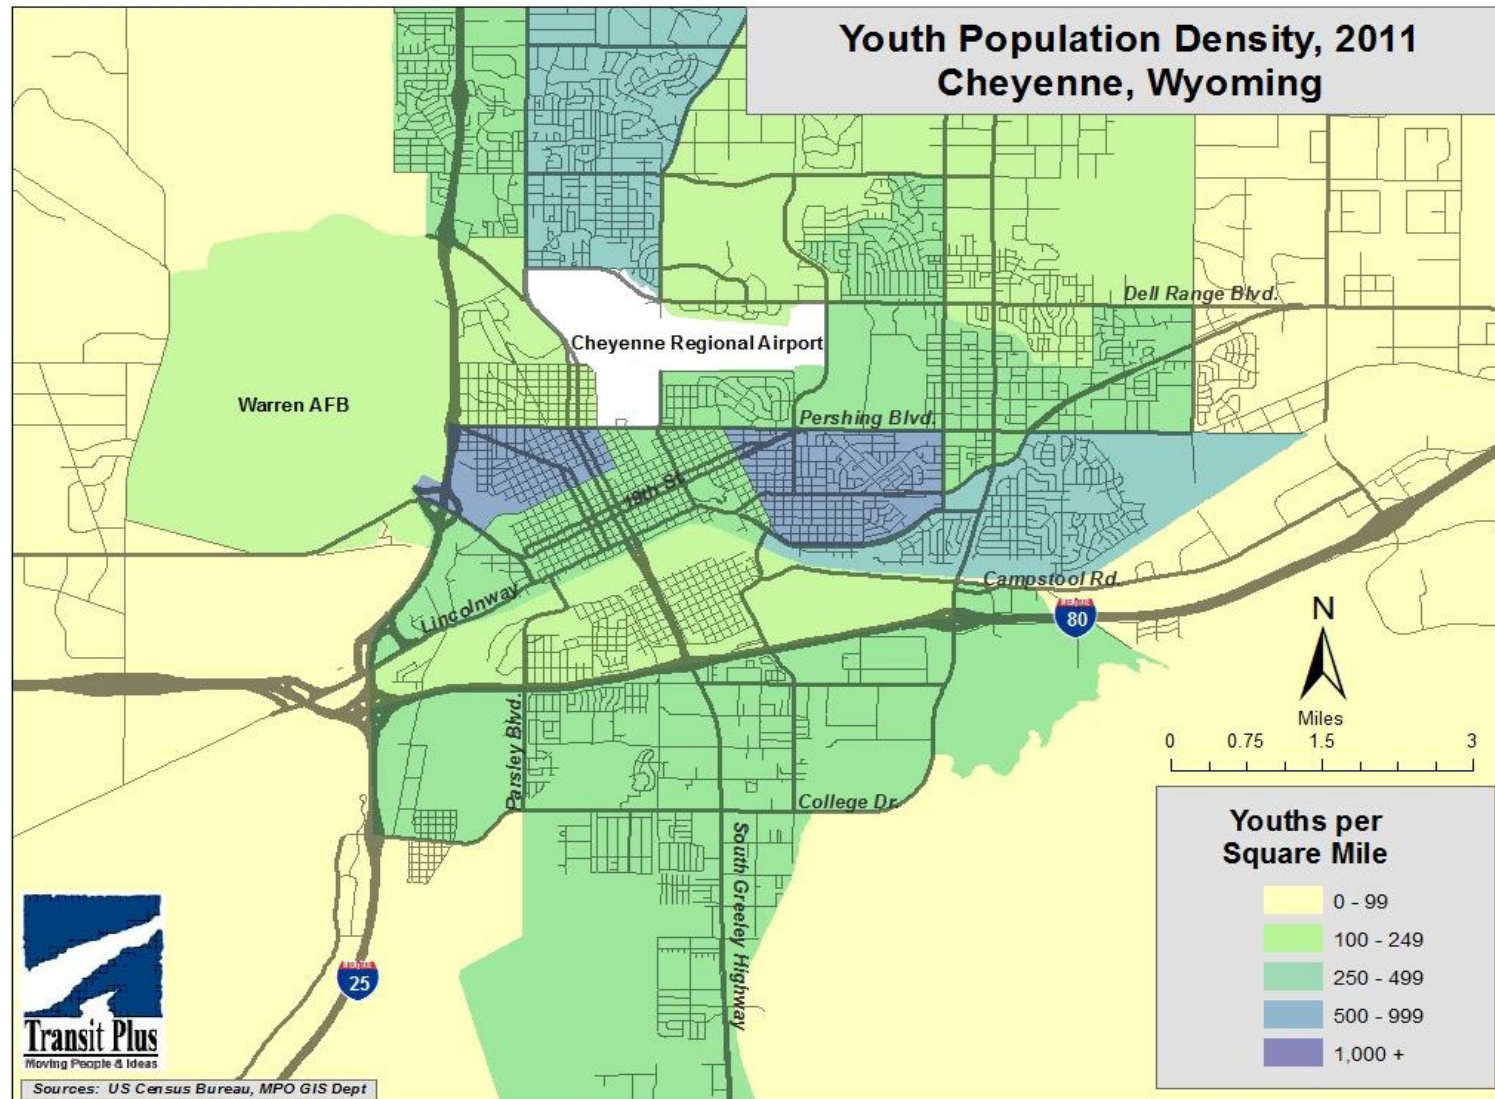 Youth Population Density, 2011
Cheyenne, Wyoming
Dell Range Blvd.
Cheyenne Regional Airport
Warren AFB
Pershing Blvd.
19th St
Campstool Rd.
Lincolnway
80
N
Miles
0 0.75 1.5 3
Parsley Blvd.
College Dr.
South Greeley Highway
Youths per
Square Mile
0 - 99
100 - 249
250 - 499
500 - 999
1,000 +
25
Transit Plus
Moving People & Ideas
Sources: US Census Bureau, MPO GIS Dept